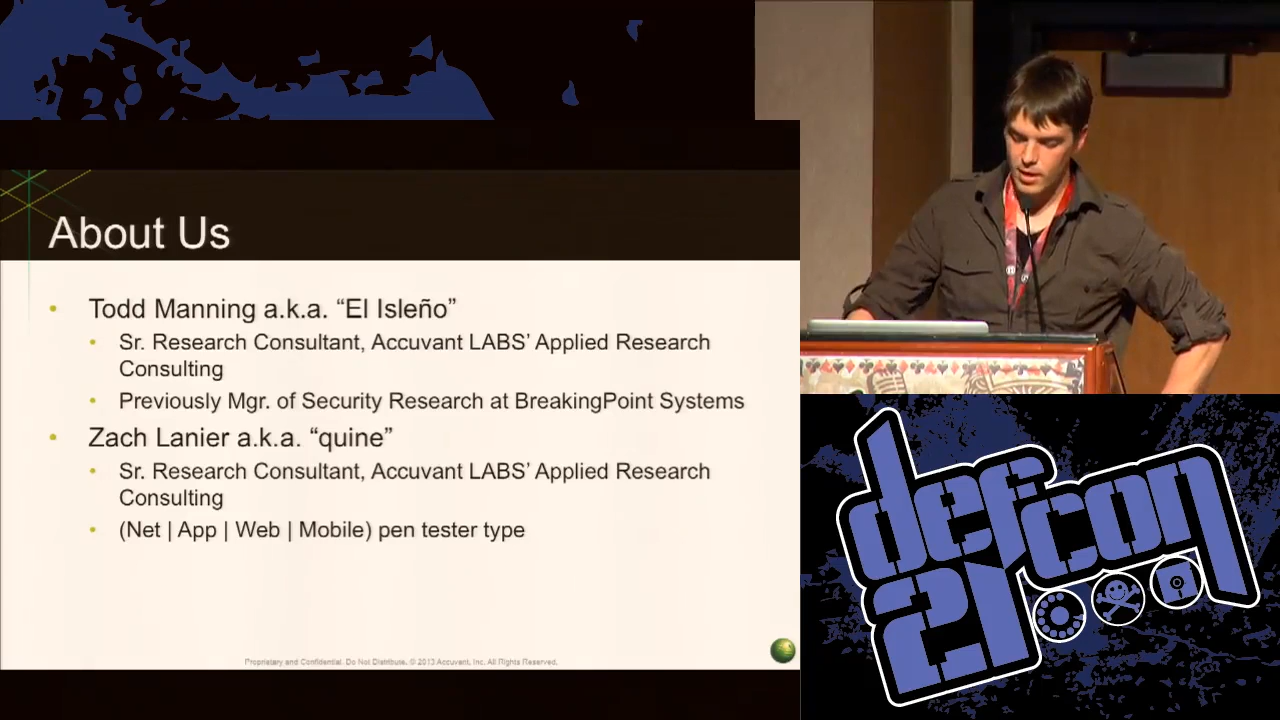 About Us
• Todd Manning a.k.a. “El Isleño”
• Sr. Research Consultant, Accuvant LABS’ Applied Research
Consulting
• Previously Mgr. of Security Research at BreakingPoint Systems
• Zach Lanier a.k.a. “quine”
• Sr. Research Consultant, Accuvant LABS’ Applied Research
Consulting
• (Net | App | Web | Mobile) pen tester type
Proprietary and Confidential. Do Not Distribute. © 2013 Accuvant, Inc. All Rights Reserved.
defcon
21